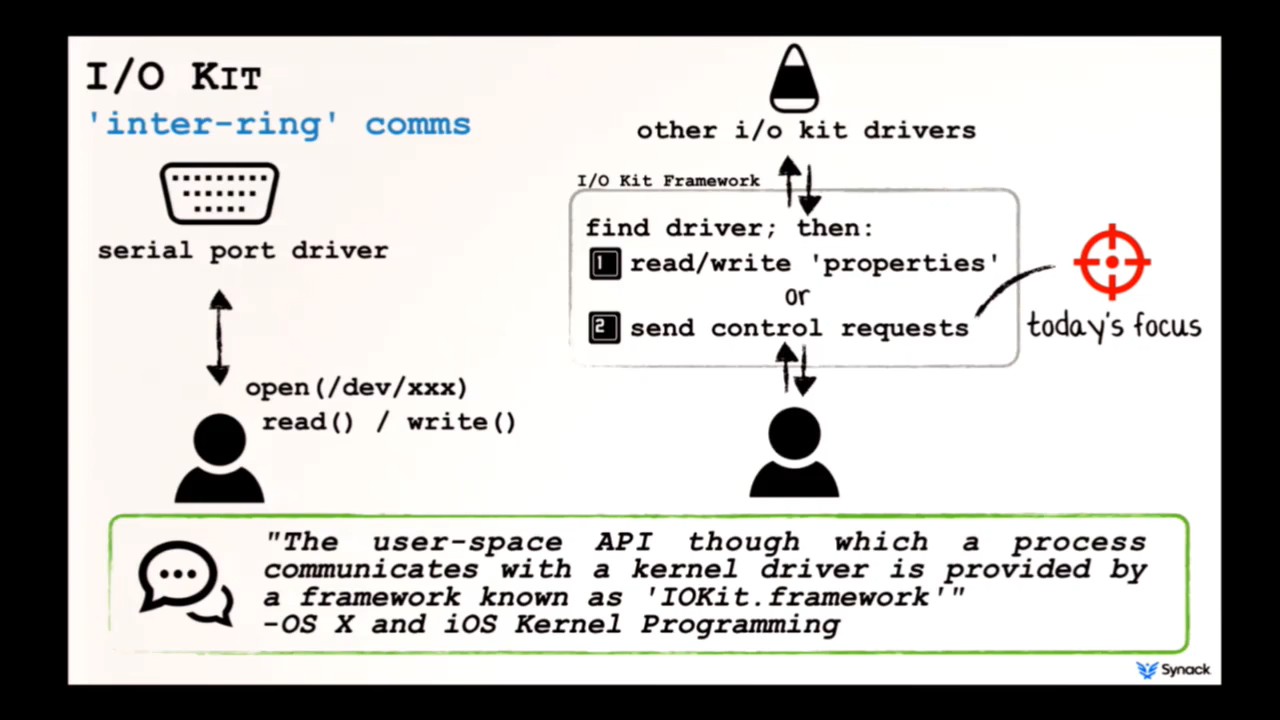 I/O KIT
'inter-ring' comms
serial port driver
open(/dev/xxx)
read() / write()
other i/o kit drivers
I/O Kit Framework
find driver; then:
1 read/write 'properties'
or
2 send control requests
today's focus
"The user-space API though which a process
communicates with a kernel driver is provided by
a framework known as 'IOKit.framework'"
-OS X and iOS Kernel Programming
Synack